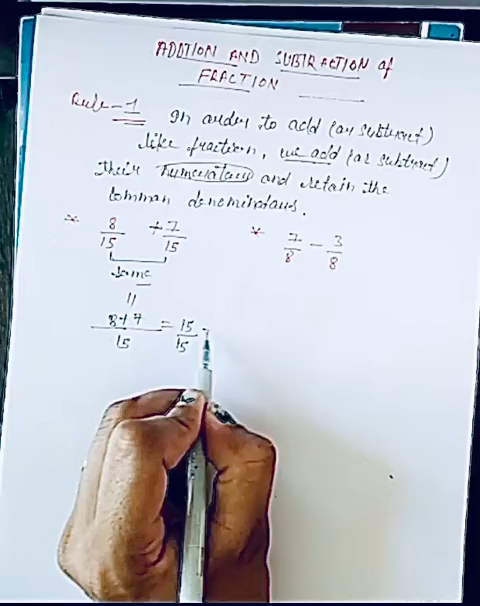 ADDTION AND SUBTRACTION of
FRACTION
Rule-1 In order to add (or subtract)
like fraction, we add (or subtract)
their numerators and retain the
common denominators.
* 8/15 + 7/15 * 7/8 - 3/8
same
||
8+7/15 = 15/15